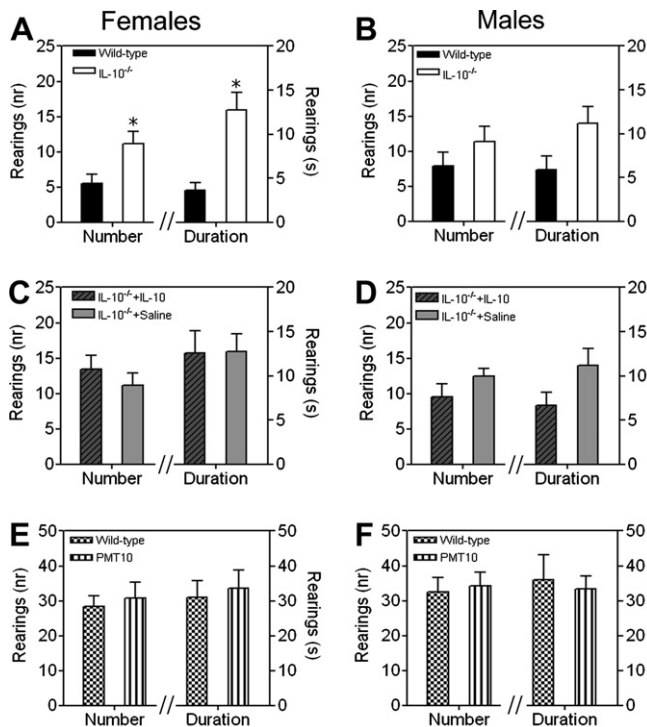 Females
Males
A
Wild-type
IL-10-/-
Rearings (nr)
25
20
15
10
5
0
*
*
20
15
10
5
0
Rearings (s)
Number
//
Duration
B
Wild-type
IL-10-/-
Rearings (nr)
25
20
15
10
5
0
20
15
10
5
0
Number
//
Duration
C
IL-10-/-+IL-10
IL-10-/-+Saline
Rearings (nr)
25
20
15
10
5
0
20
15
10
5
0
Rearings (s)
Number
//
Duration
D
IL-10-/-+IL-10
IL-10-/-+Saline
Rearings (nr)
25
20
15
10
5
0
20
15
10
5
0
Number
//
Duration
E
Wild-type
PMT10
Rearings (nr)
50
40
30
20
10
0
50
40
30
20
10
0
Rearings (s)
Number
//
Duration
F
Wild-type
PMT10
Rearings (nr)
50
40
30
20
10
0
50
40
30
20
10
0
Number
//
Duration